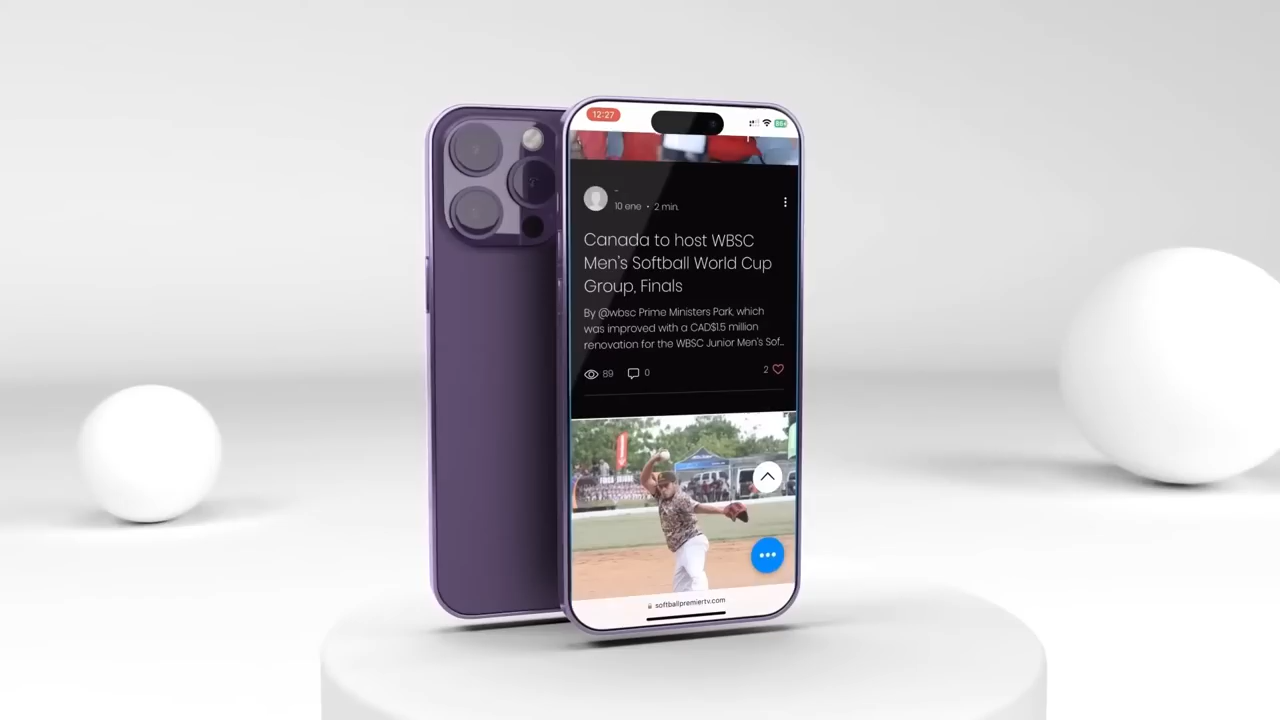 12:27
-
10 ene • 2 min.
Canada to host WBSC
Men's Softball World Cup
Group, Finals
By @wbsc Prime Ministers Park, which
was improved with a CAD$1.5 million
renovation for the WBSC Junior Men's Sof...
89 0 2
softballpremiertv.com